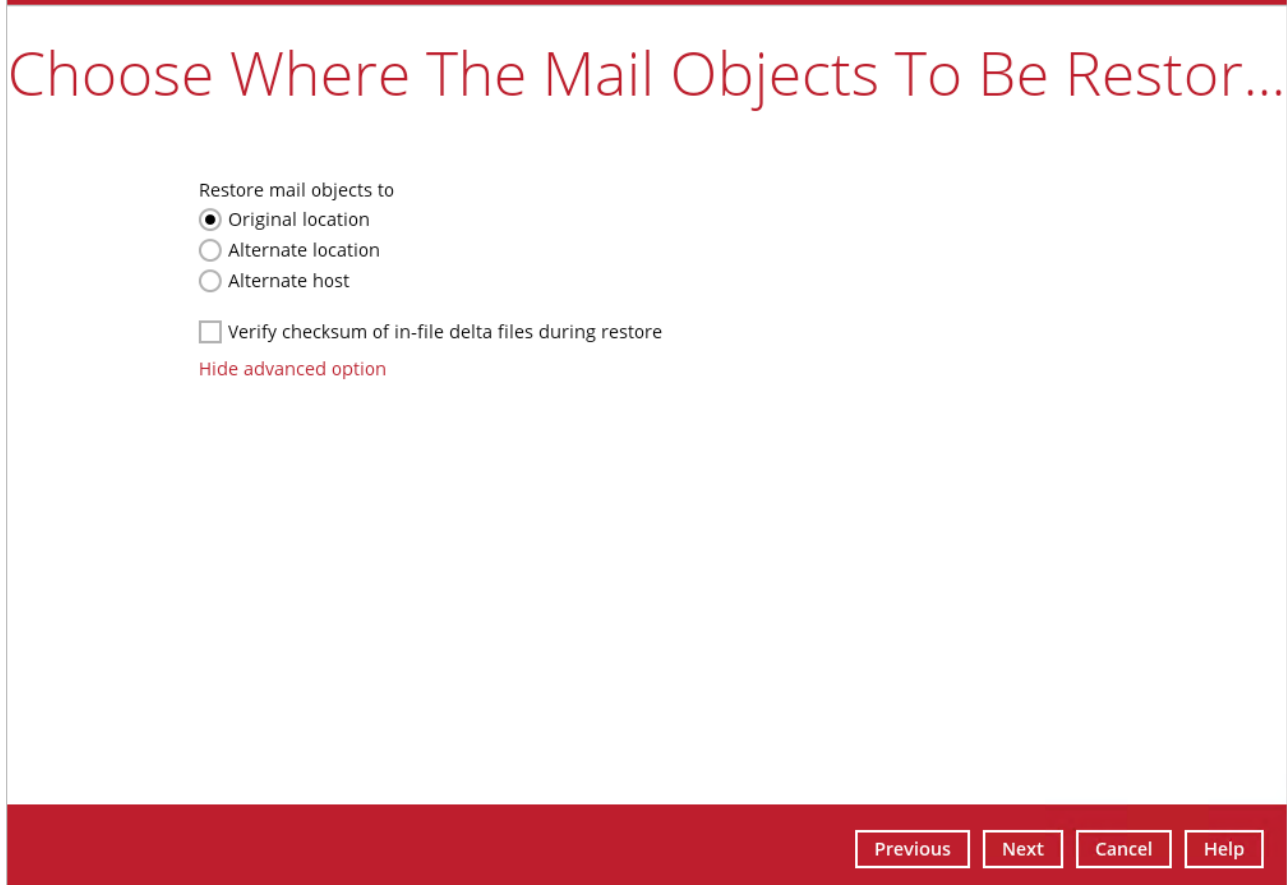 Choose Where The Mail Objects To Be Restor...
Restore mail objects to
Original location
Alternate location
Alternate host
Verify checksum of in-file delta files during restore
Hide advanced option
Previous Next Cancel Help